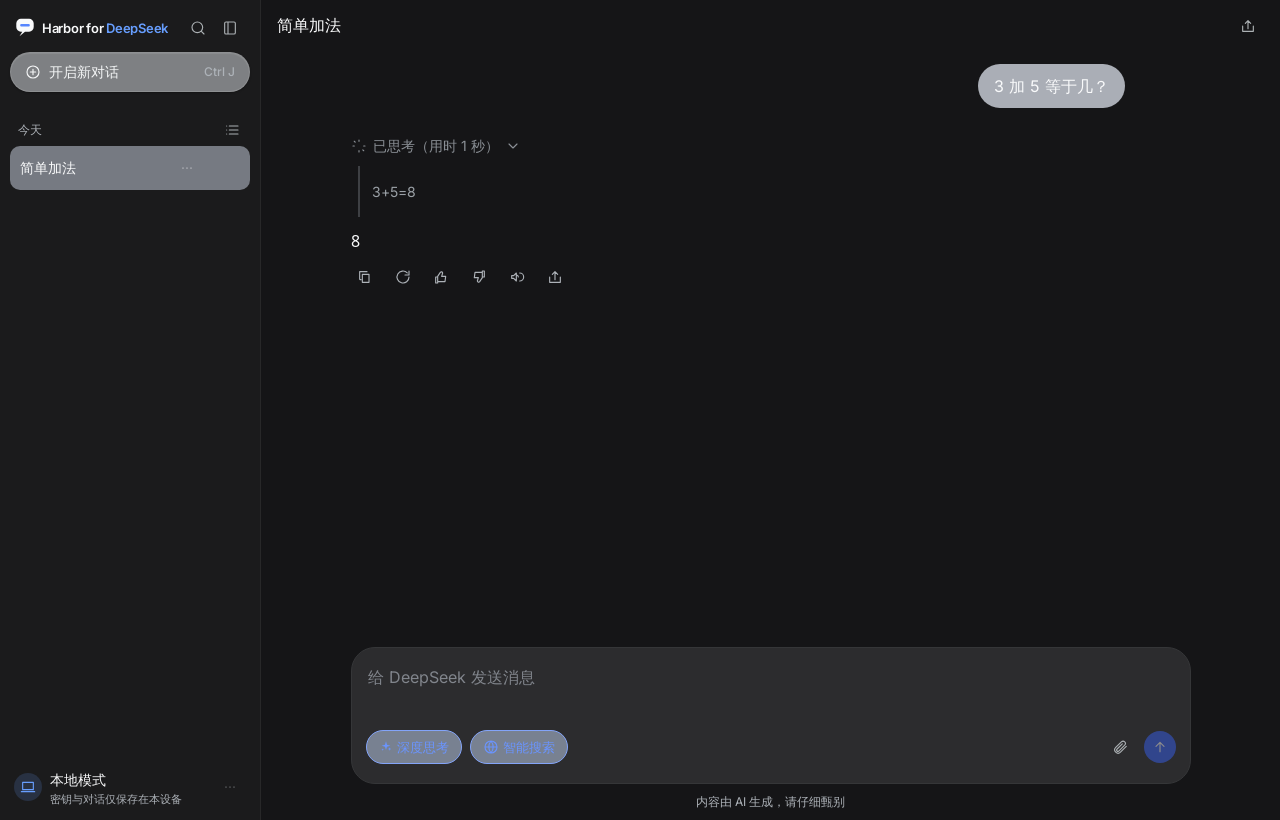 Harbor for DeepSeek
开启新对话 Ctrl J
今天
简单加法
本地模式
密钥与对话仅保存在本设备
简单加法
3 加 5 等于几？
已思考（用时 1 秒）
3+5=8
8
给 DeepSeek 发送消息
深度思考 智能搜索
内容由 AI 生成，请仔细甄别